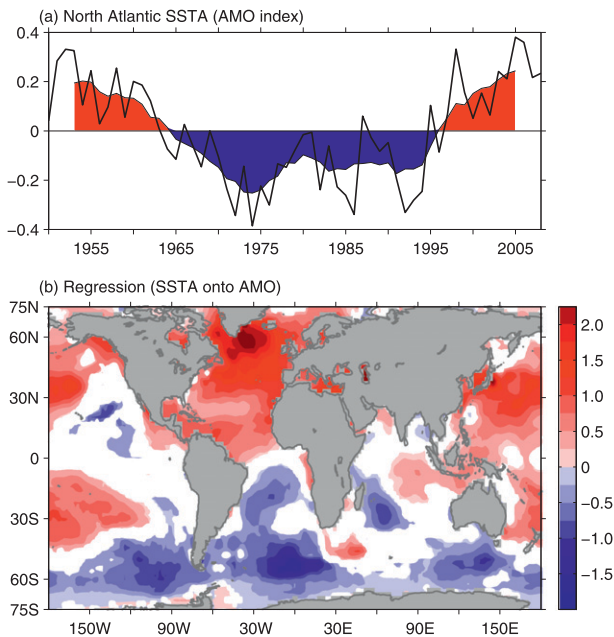 (a) North Atlantic SSTA (AMO index)
0.4
0.2
0
−0.2
−0.4
1955 1965 1975 1985 1995 2005
(b) Regression (SSTA onto AMO)
75N
60N
30N
0
30S
60S
75S
150W 90W 30W 30E 90E 150E
2.0
1.5
1.0
0.5
0
−0.5
−1.0
−1.5